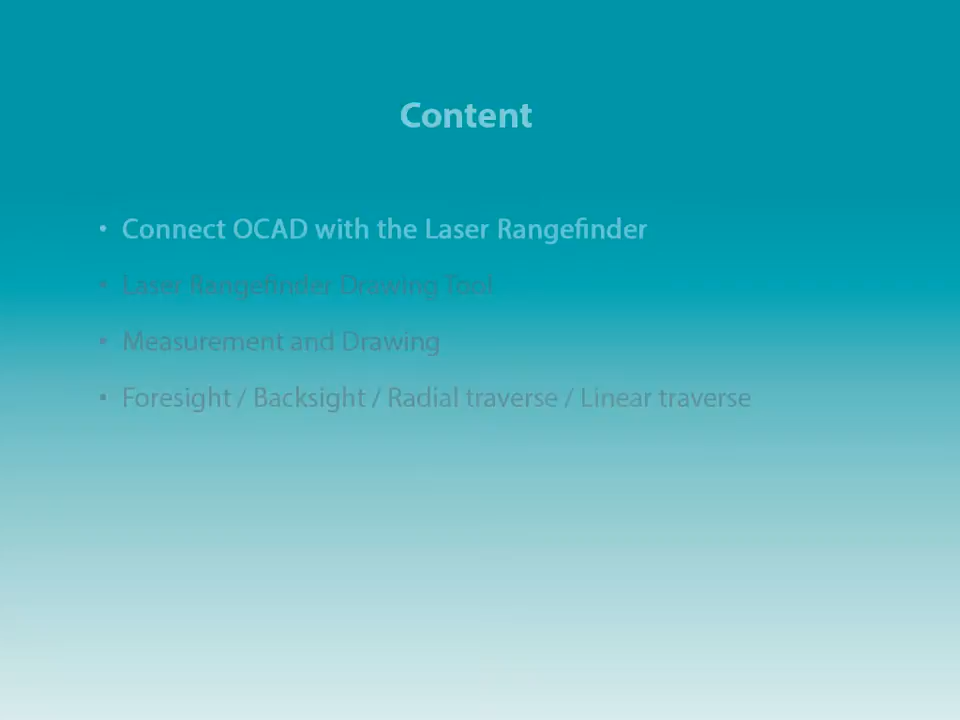 Content
• Connect OCAD with the Laser Rangefinder
• Laser Rangefinder Drawing Tool
• Measurement and Drawing
• Foresight / Backsight / Radial traverse / Linear traverse